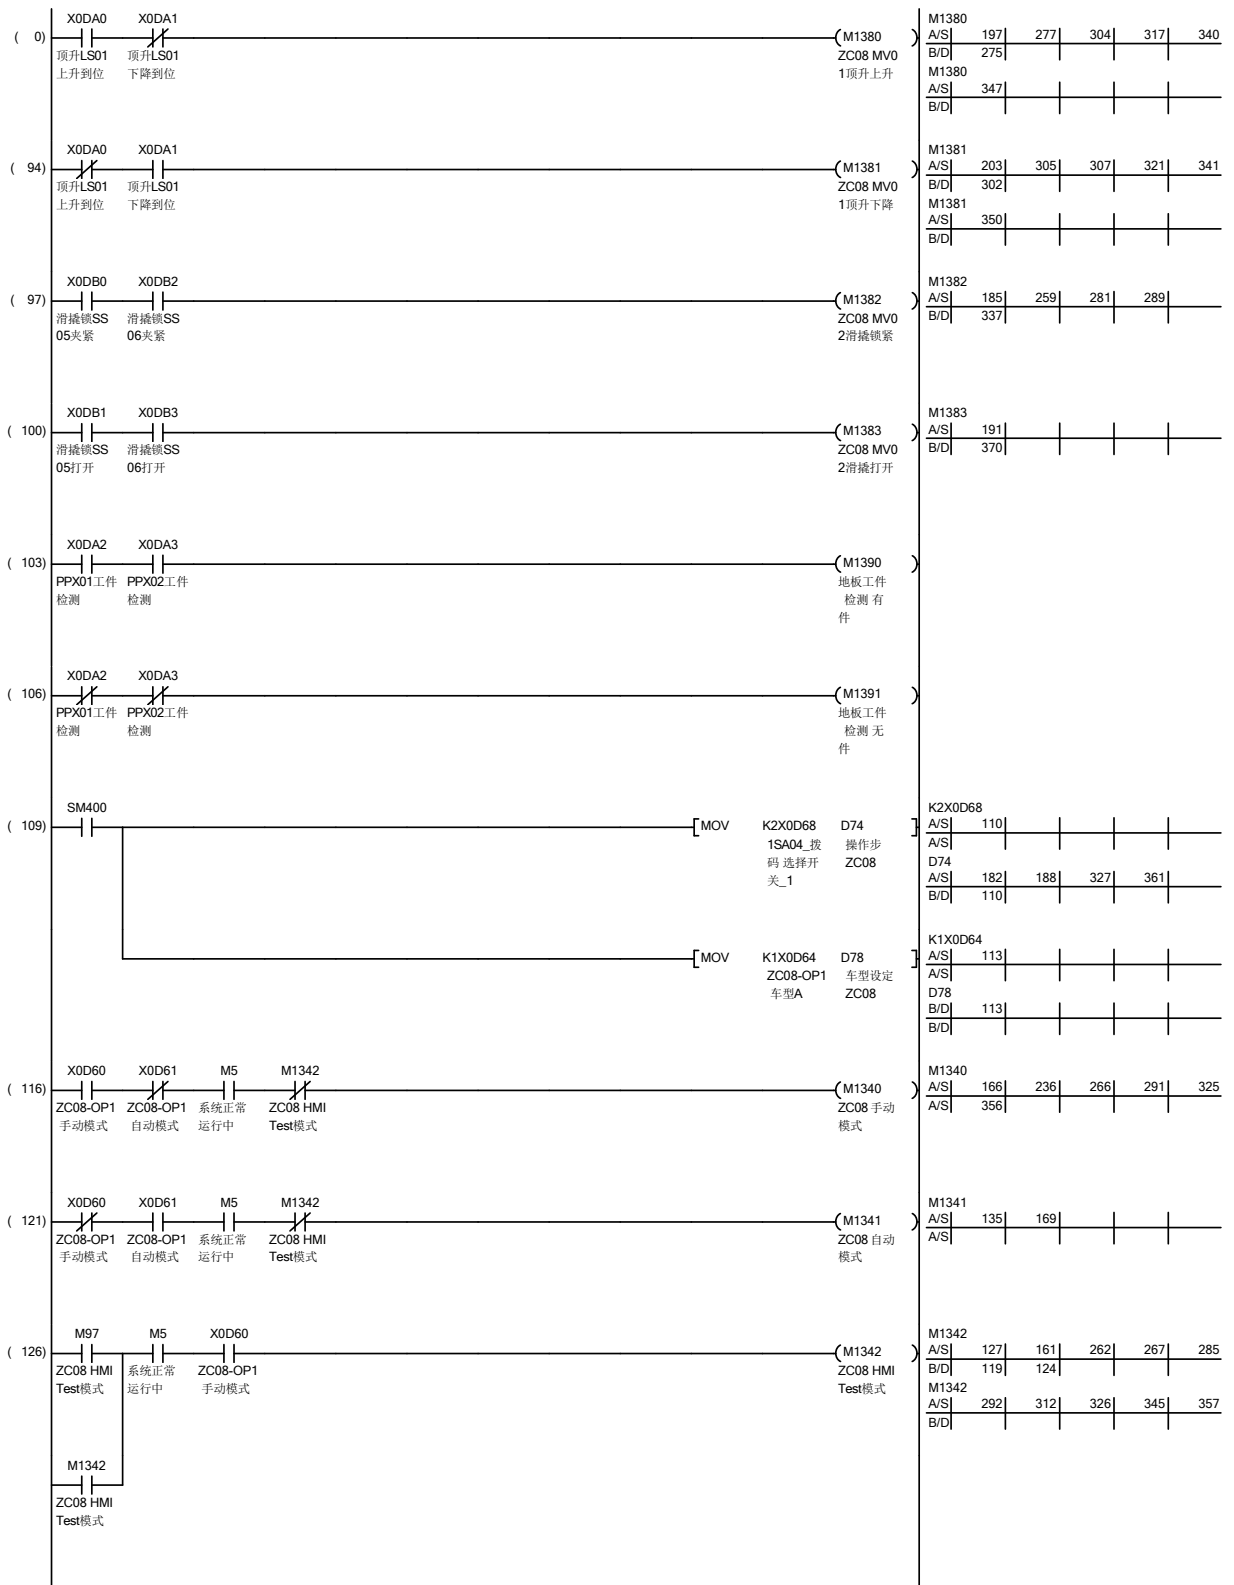 X0DA0 X0DA1 M1380
( 0) (M1380 ) A/S 197 277 304 317 340
顶升LS01 顶升LS01 ZC08 MV0 B/D 275
上升到位 下降到位 1顶升上升 M1380
A/S 347
B/D
X0DA0 X0DA1 M1381
( 94) (M1381 ) A/S 203 305 307 321 341
顶升LS01 顶升LS01 ZC08 MV0 B/D 302
上升到位 下降到位 1顶升下降 M1381
A/S 350
B/D
X0DB0 X0DB2 M1382
( 97) (M1382 ) A/S 185 259 281 289
滑撬锁SS 滑撬锁SS ZC08 MV0 B/D 337
05夹紧 06夹紧 2滑撬锁紧
X0DB1 X0DB3 M1383
( 100) (M1383 ) A/S 191
滑撬锁SS 滑撬锁SS ZC08 MV0 B/D 370
05打开 06打开 2滑撬打开
X0DA2 X0DA3
( 103) (M1390 )
PPX01工件 PPX02工件 地板工件
检测 检测 检测 有
件
X0DA2 X0DA3
( 106) (M1391 )
PPX01工件 PPX02工件 地板工件
检测 检测 检测 无
件
SM400 K2X0D68
( 109) [MOV K2X0D68 D74 ] A/S 110
1SA04_拨 操作步 A/S
码 选择开 ZC08 D74
关_1 A/S 182 188 327 361
B/D 110
K1X0D64
[MOV K1X0D64 D78 ] A/S 113
ZC08-OP1 车型设定 A/S
车型A ZC08 D78
B/D 113
B/D
X0D60 X0D61 M5 M1342 M1340
( 116) (M1340 ) A/S 166 236 266 291 325
ZC08-OP1 ZC08-OP1 系统正常 ZC08 HMI ZC08 手动 A/S 356
手动模式 自动模式 运行中 Test模式 模式
X0D60 X0D61 M5 M1342 M1341
( 121) (M1341 ) A/S 135 169
ZC08-OP1 ZC08-OP1 系统正常 ZC08 HMI ZC08 自动 A/S
手动模式 自动模式 运行中 Test模式 模式
M97 M5 X0D60 M1342
( 126) (M1342 ) A/S 127 161 262 267 285
ZC08 HMI 系统正常 ZC08-OP1 ZC08 HMI B/D 119 124
Test模式 运行中 手动模式 Test模式 M1342
A/S 292 312 326 345 357
B/D
M1342
ZC08 HMI
Test模式